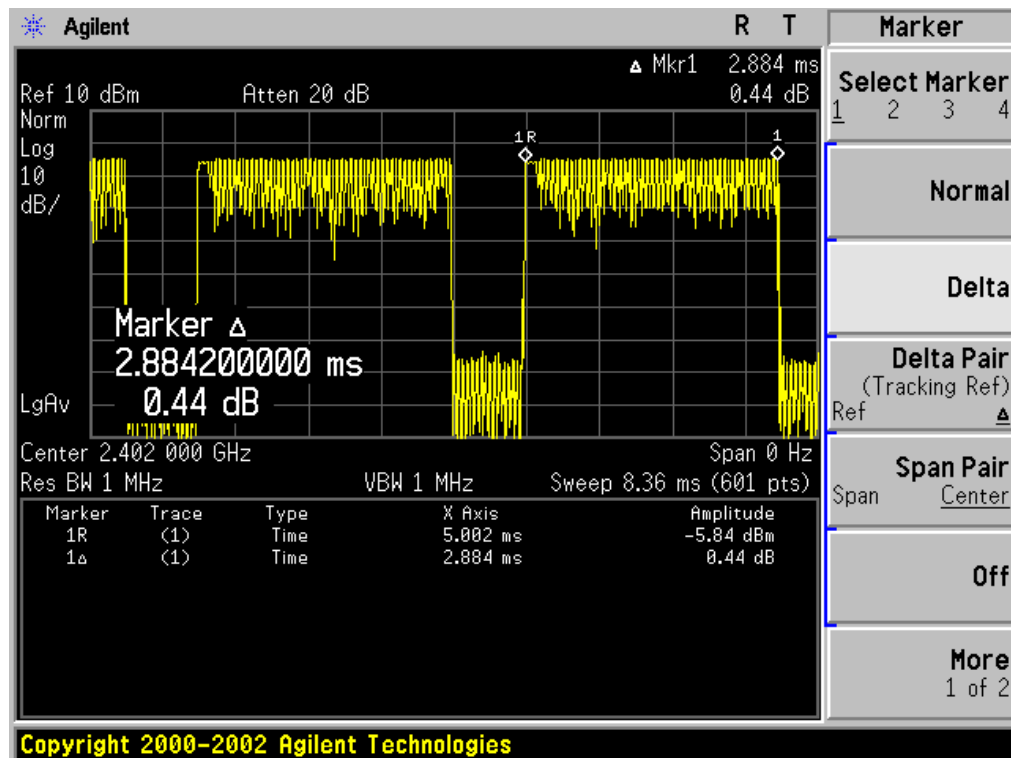 Agilent R T
Δ Mkr1 2.884 ms
Ref 10 dBm Atten 20 dB 0.44 dB
Norm
Log
10
dB/
1R
1
Marker Δ
2.884200000 ms
0.44 dB
LgAv
Center 2.402 000 GHz Span 0 Hz
Res BW 1 MHz VBW 1 MHz Sweep 8.36 ms (601 pts)
Marker Trace Type X Axis Amplitude
1R (1) Time 5.002 ms -5.84 dBm
1Δ (1) Time 2.884 ms 0.44 dB
Marker
Select Marker
1 2 3 4
Normal
Delta
Delta Pair
(Tracking Ref)
Ref Δ
Span Pair
Span Center
Off
More
1 of 2
Copyright 2000-2002 Agilent Technologies